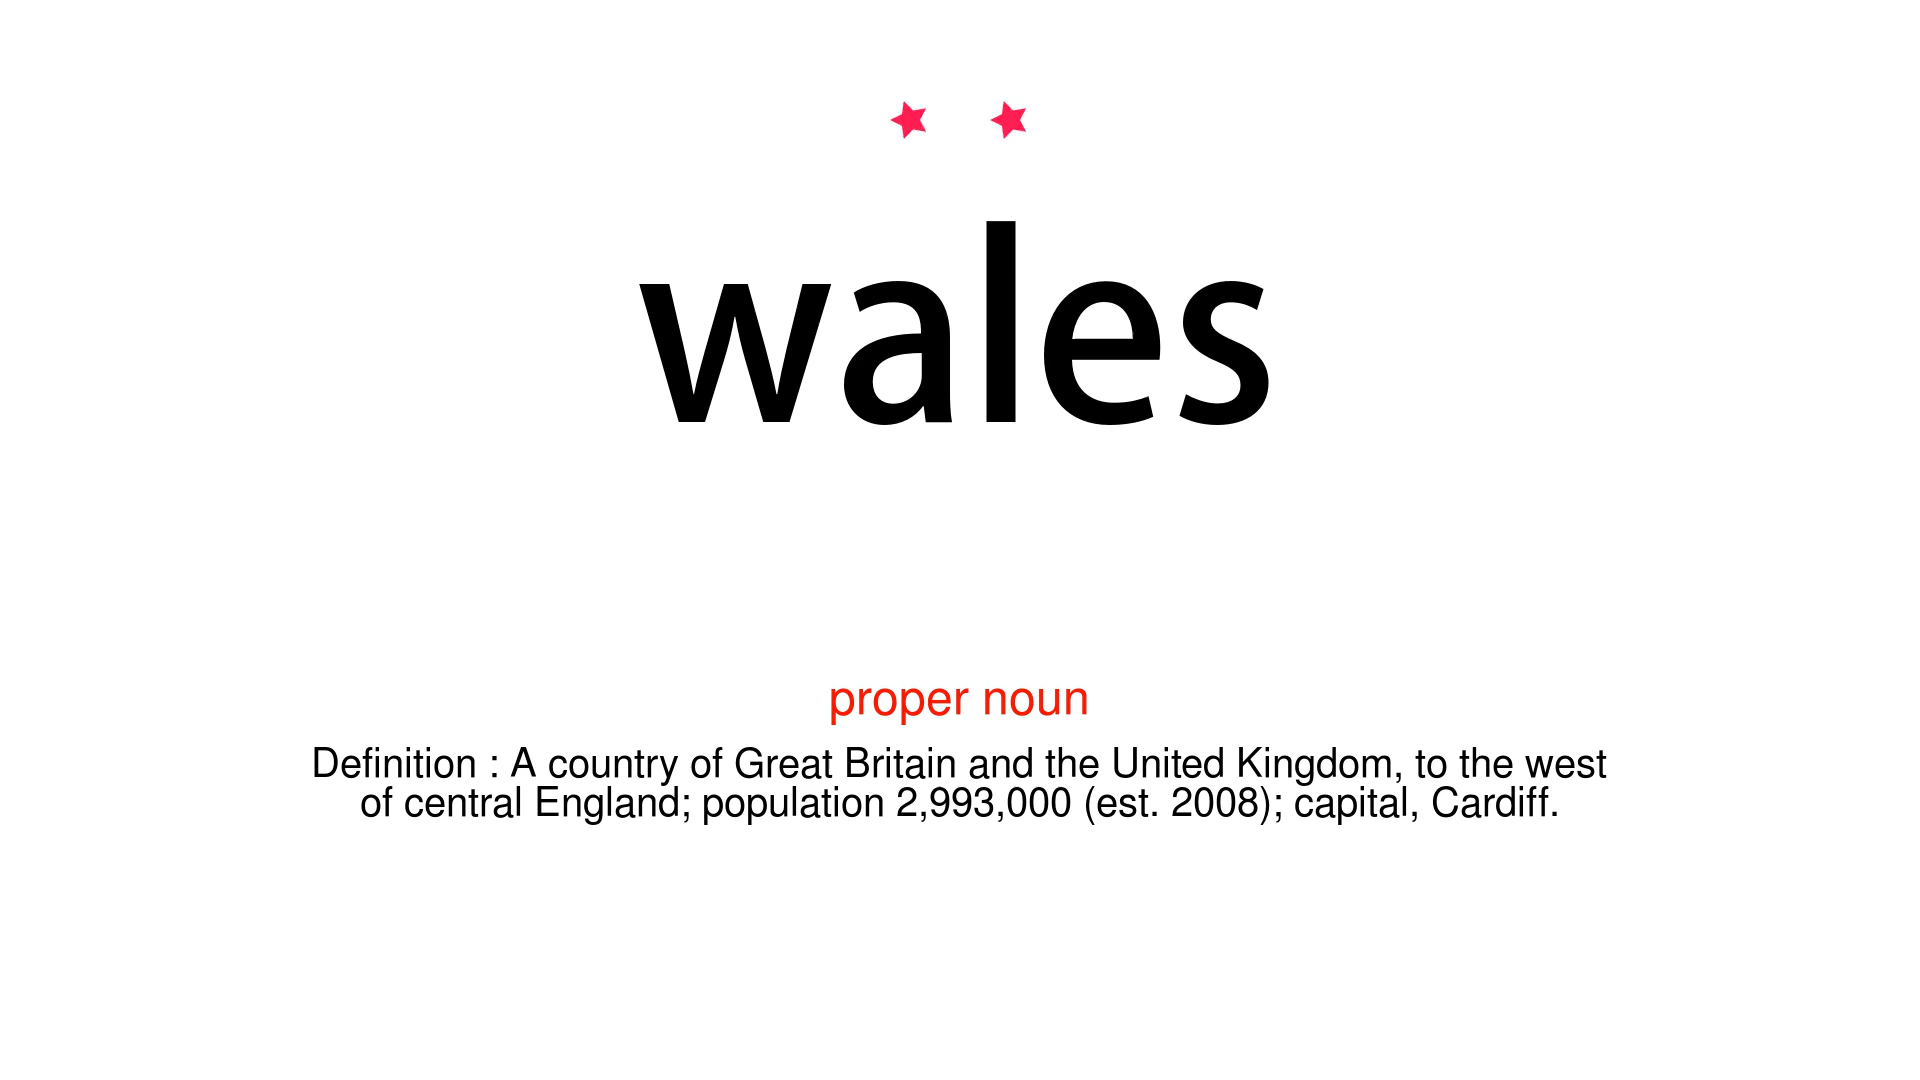 wales
proper noun
Definition : A country of Great Britain and the United Kingdom, to the west
of central England; population 2,993,000 (est. 2008); capital, Cardiff.